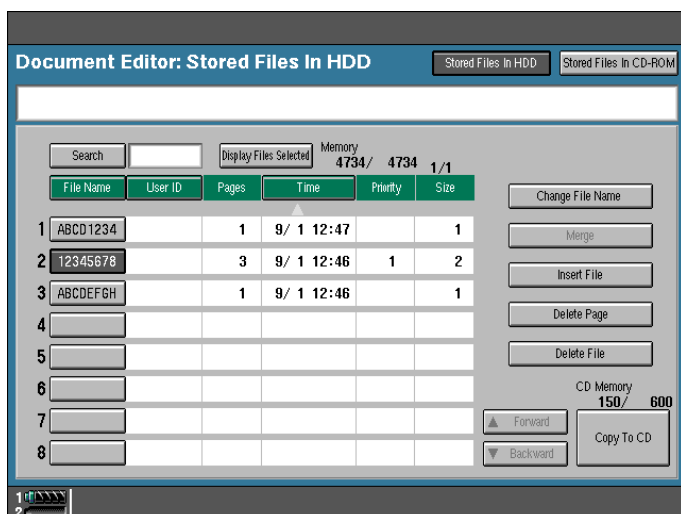 Document Editor: Stored Files In HDD Stored Files In HDD Stored Files In CD-ROM
Search Display Files Selected Memory 4734/ 4734 1/1
File Name User ID Pages Time Priority Size
Change File Name
1 ABCD1234 1 9/ 1 12:47 1
Merge
2 12345678 3 9/ 1 12:46 1 2
Insert File
3 ABCDEFGH 1 9/ 1 12:46 1
Delete Page
4
5 Delete File
6 CD Memory
150/ 600
7 Forward
Copy To CD
8 Backward
1
2